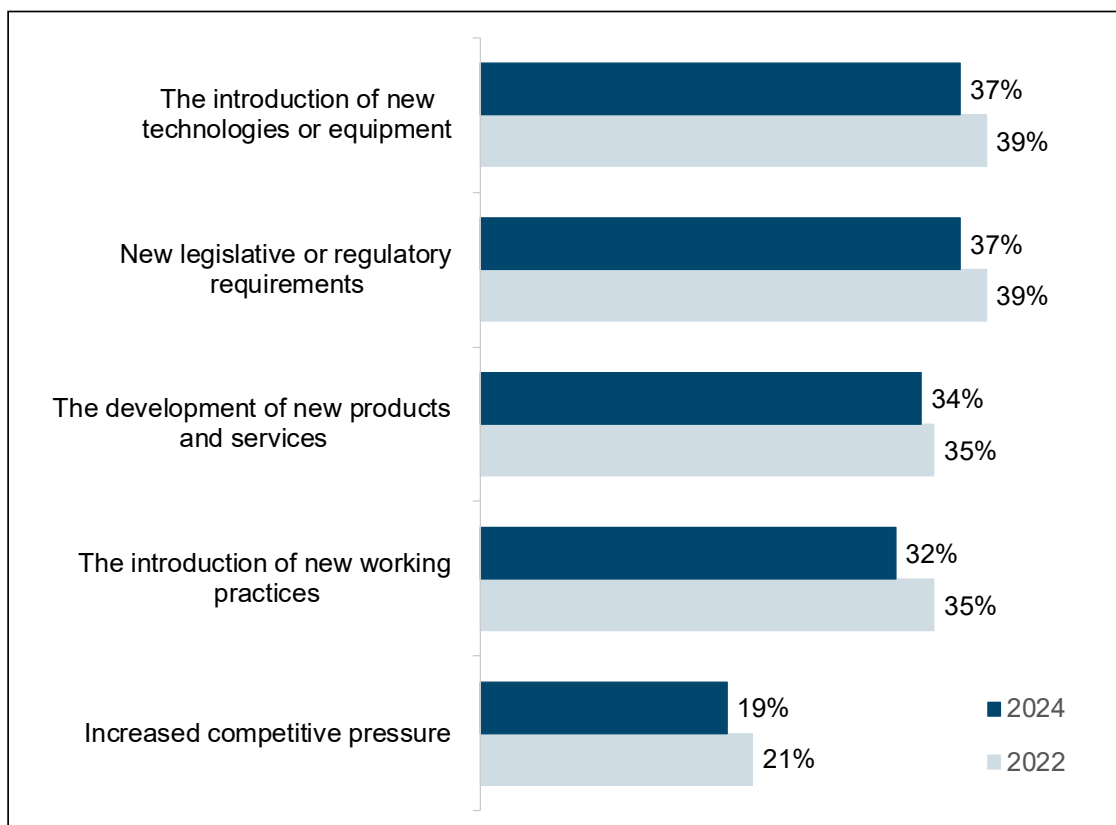 The introduction of new
technologies or equipment
37%
39%
New legislative or regulatory
requirements
37%
39%
The development of new products
and services
34%
35%
The introduction of new working
practices
32%
35%
Increased competitive pressure
19%
21%
2024
2022